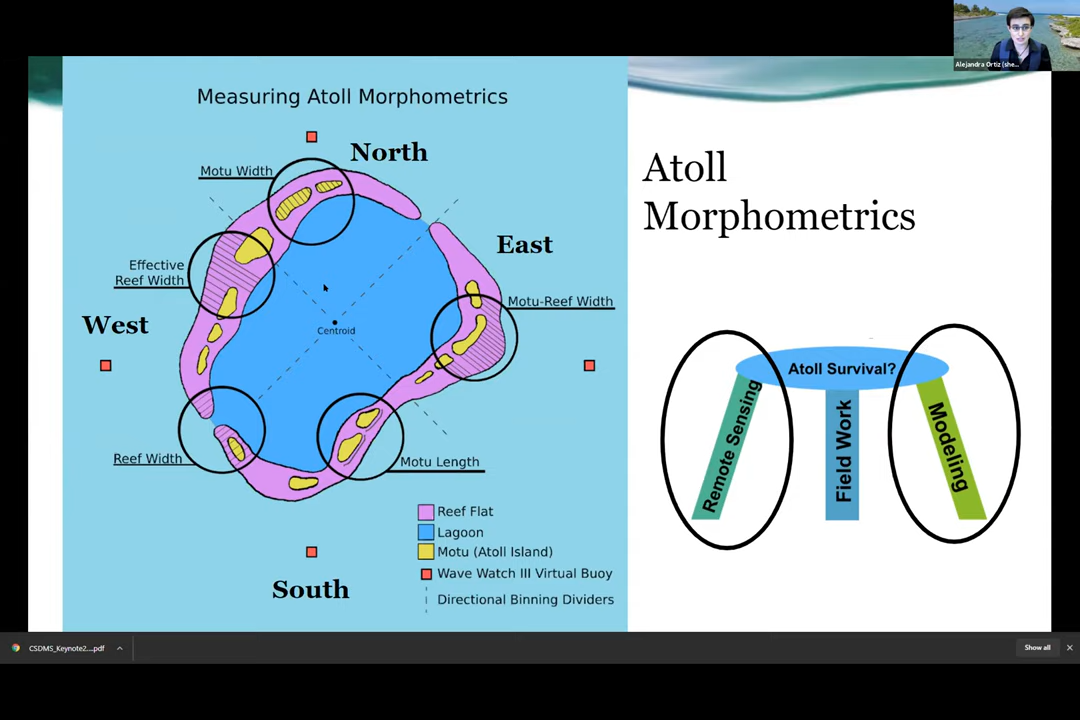 Alejandra Ortiz (she...
Measuring Atoll Morphometrics
North
Motu Width
East
Effective
Reef Width
Motu-Reef Width
West
Centroid
Reef Width
Motu Length
Reef Flat
Lagoon
Motu (Atoll Island)
Wave Watch III Virtual Buoy
Directional Binning Dividers
South
Atoll
Morphometrics
Atoll Survival?
Remote Sensing
Field Work
Modeling
CSDMS_Keynote2....pdf
Show all